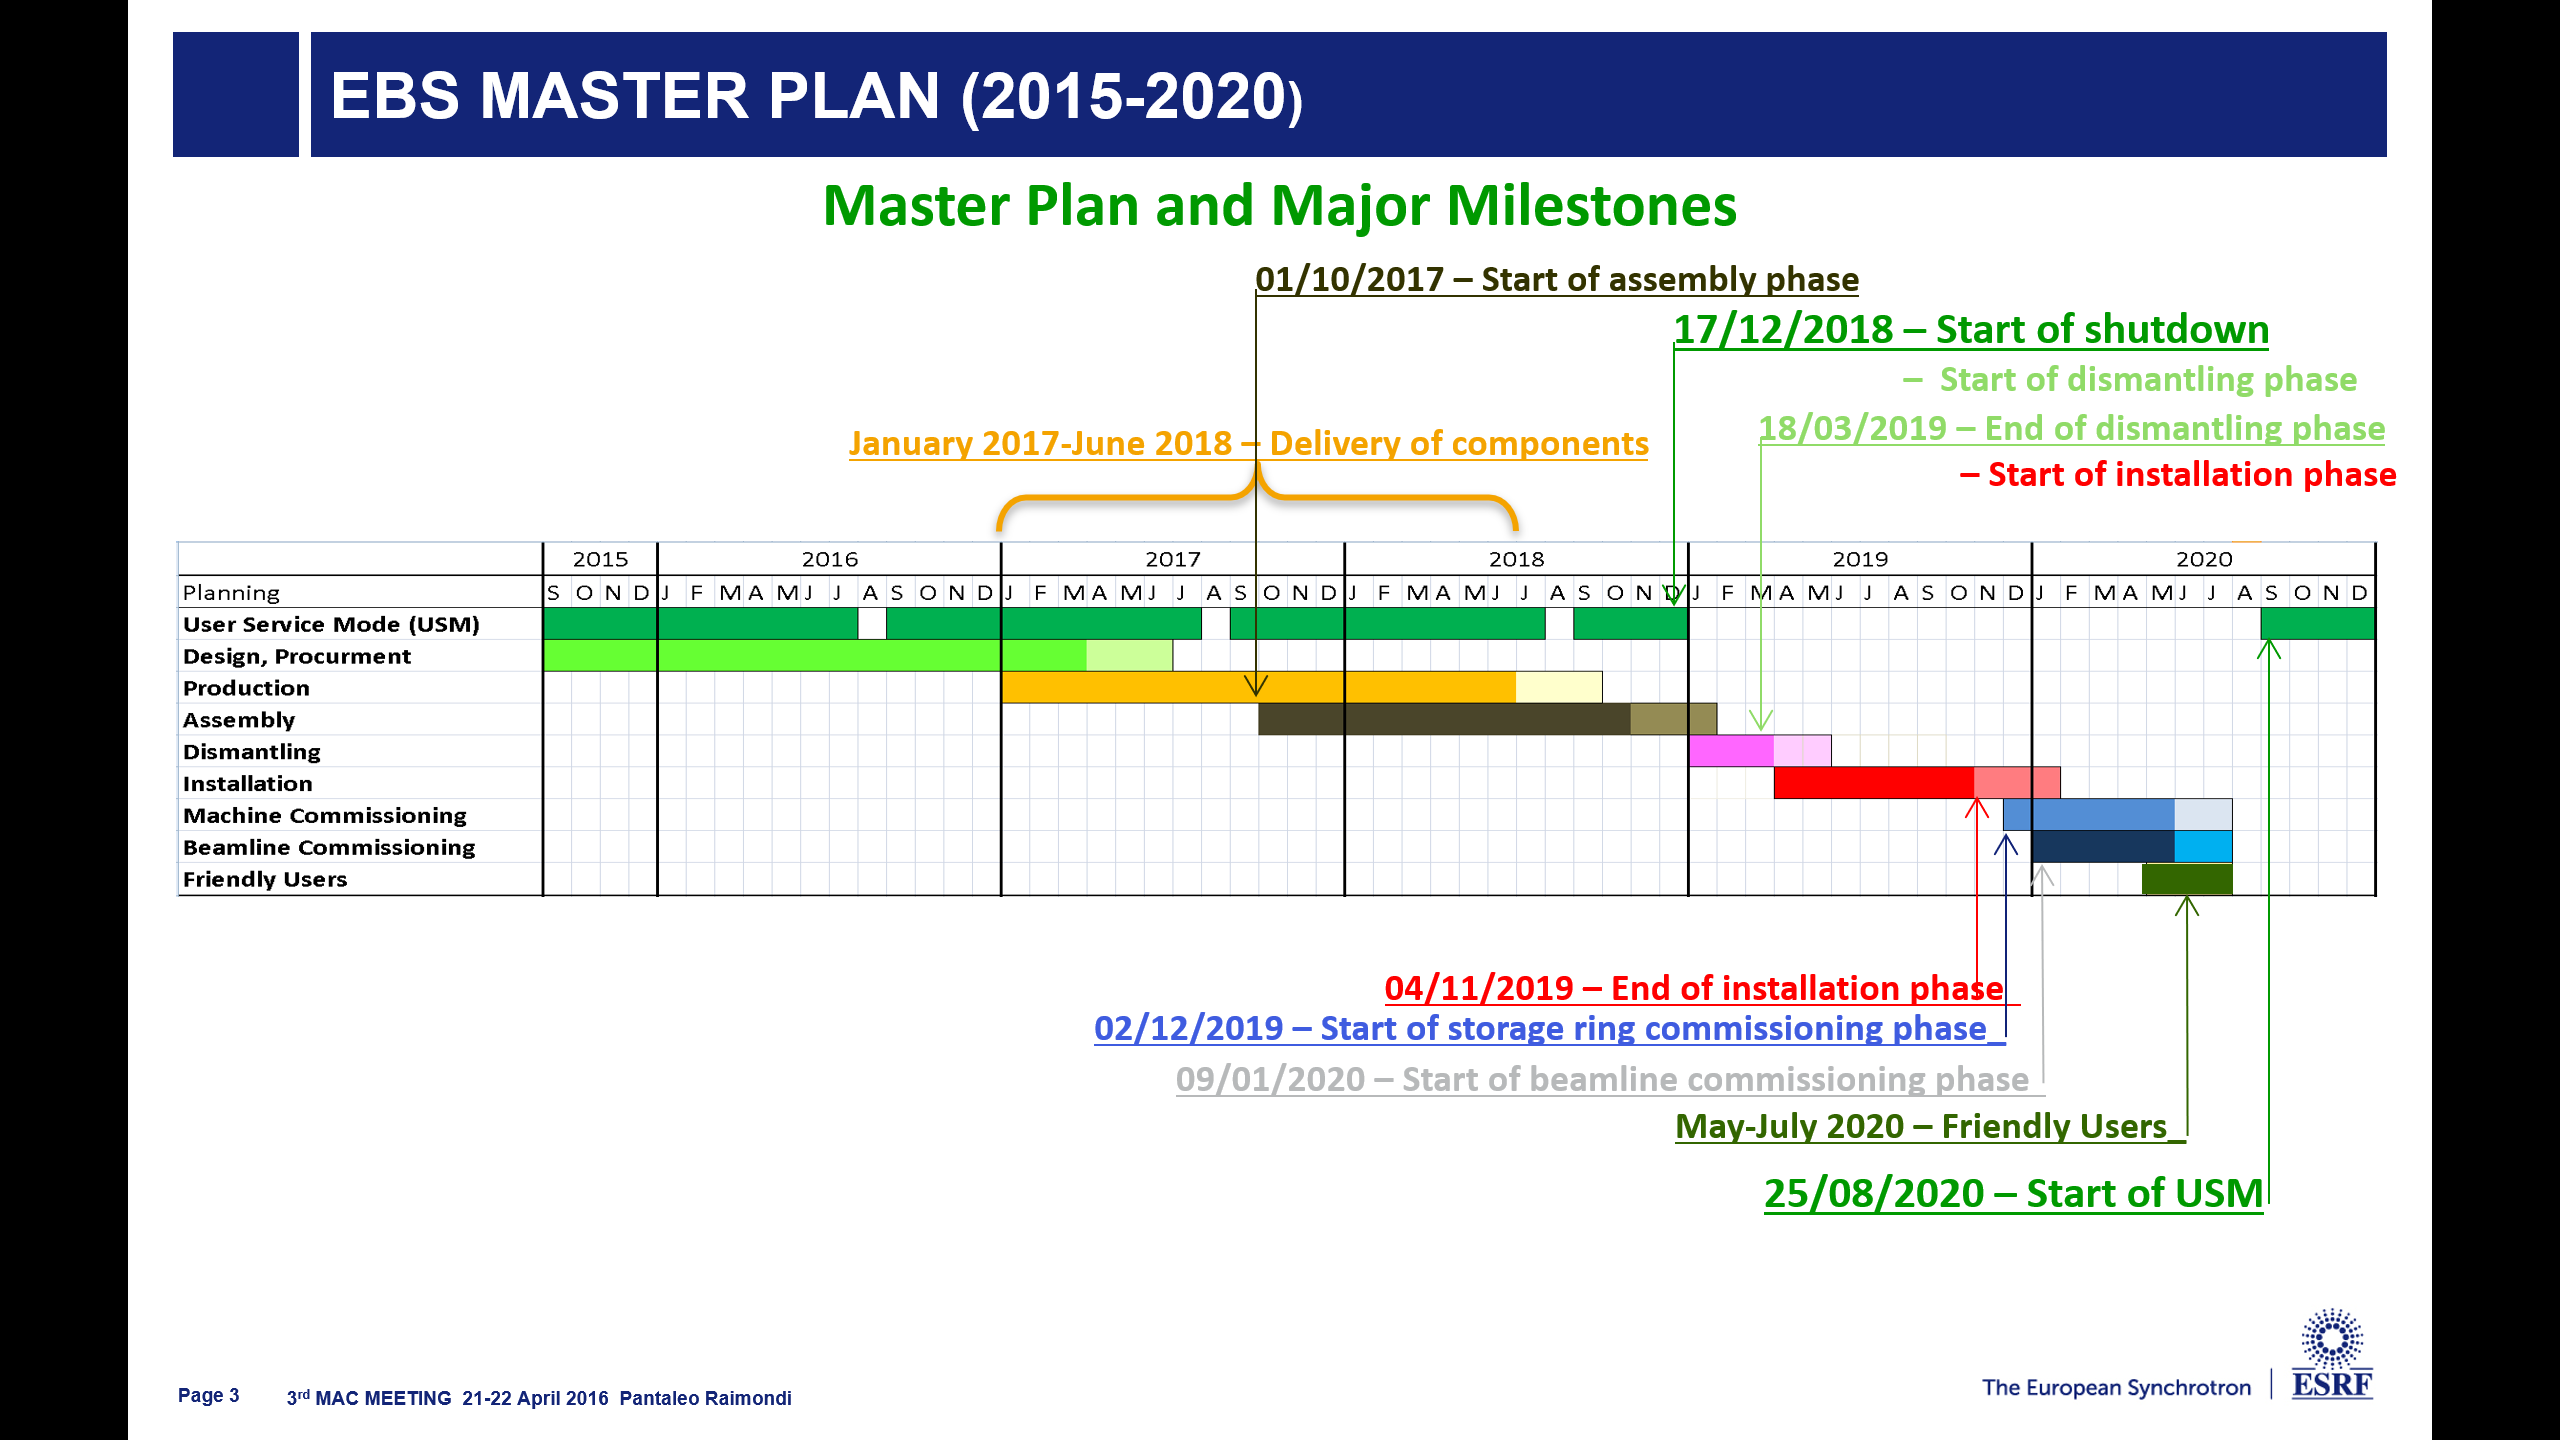 EBS MASTER PLAN (2015-2020)
Master Plan and Major Milestones
01/10/2017 – Start of assembly phase
17/12/2018 – Start of shutdown
– Start of dismantling phase
18/03/2019 – End of dismantling phase
January 2017-June 2018 – Delivery of components
– Start of installation phase
2015 2016 2017 2018 2019 2020
Planning S O N D J F M A M J J A S O N D J F M A M J J A S O N D J F M A M J J A S O N D J F M A M J J A S O N D J F M A M J J A S O N D
User Service Mode (USM)
Design, Procurment
Production
Assembly
Dismantling
Installation
Machine Commissioning
Beamline Commissioning
Friendly Users
04/11/2019 – End of installation phase
02/12/2019 – Start of storage ring commissioning phase_
09/01/2020 – Start of beamline commissioning phase
May-July 2020 – Friendly Users_
25/08/2020 – Start of USM
Page 3 3rd MAC MEETING 21-22 April 2016 Pantaleo Raimondi
The European Synchrotron | ESRF